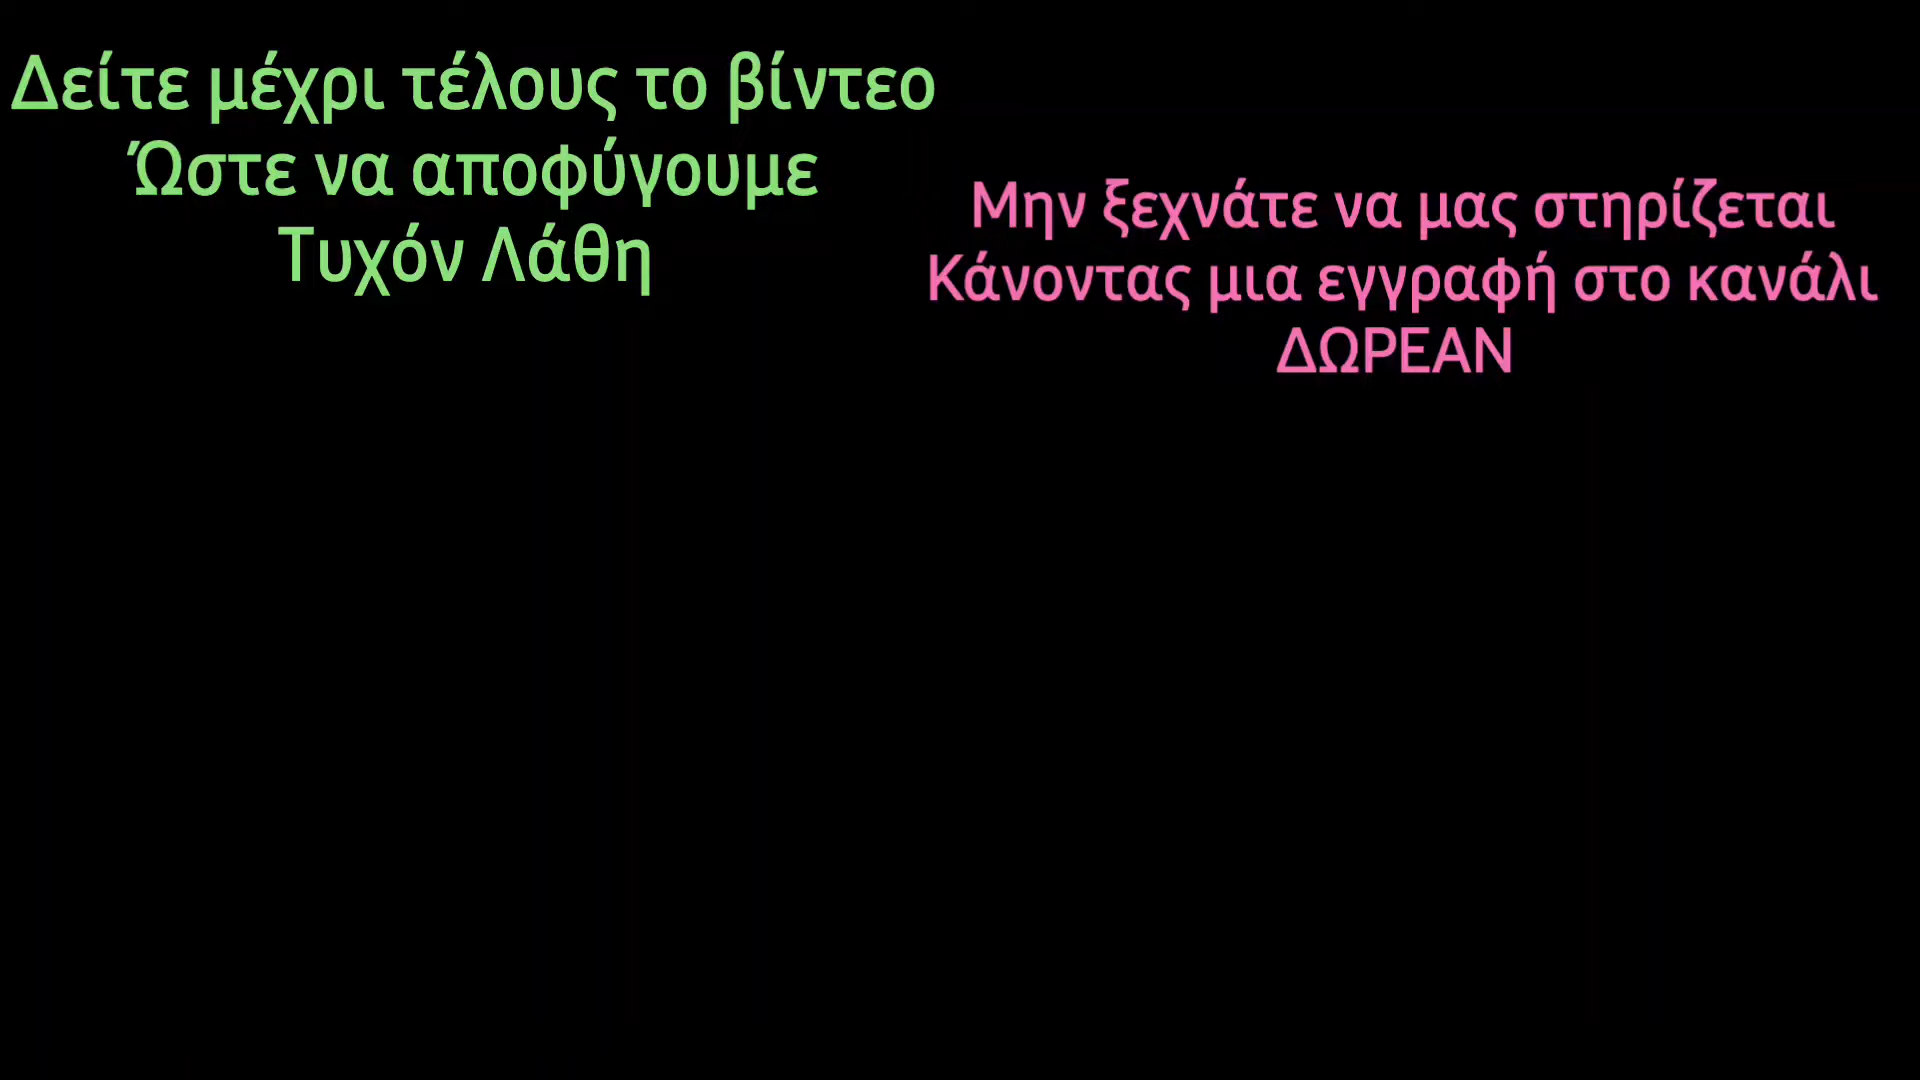 Δείτε μέχρι τέλους το βίντεο
Ώστε να αποφύγουμε
Τυχόν Λάθη
Μην ξεχνάτε να μας στηρίζεται
Κάνοντας μια εγγραφή στο κανάλι
ΔΩΡΕΑΝ